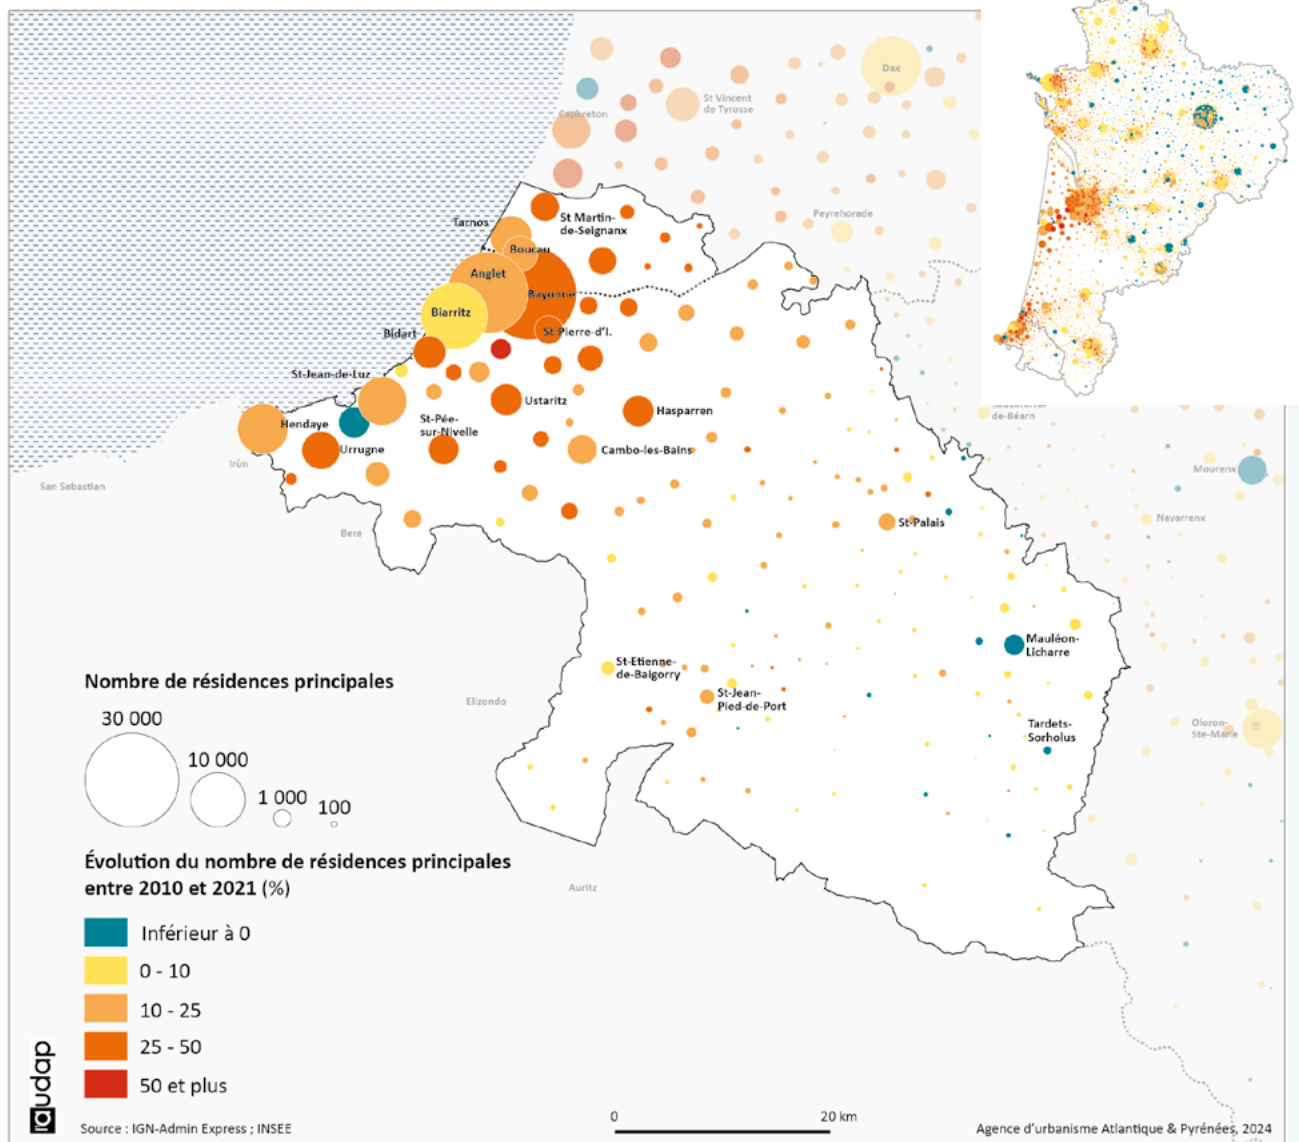 Dax
St Vincent
de Tyrosse
Capbreton
Peyrehorade
Tarnos
St Martin-
de-Seignanx
Boucau
Anglet
Bayonne
Biarritz
Bidart
St Pierre-d'I.
St-Jean-de-Luz
Ustaritz
Hasparren
St-Pée-
sur-Nivelle
Hendaye
Urrugne
Cambo-les-Bains
Irùn
San Sebastian
Bera
de-Béarn
Mourenx
Navarrenx
St-Palais
Mauléon-
Licharre
St-Etienne-
de-Baïgorry
St-Jean-
Pied-de-Port
Elizondo
Tardets-
Sorholus
Oloron-
Ste-Marie
Auritz
Nombre de résidences principales
30 000
10 000
1 000
100
Évolution du nombre de résidences principales
entre 2010 et 2021 (%)
Inférieur à 0
0 - 10
10 - 25
25 - 50
50 et plus
audap
Source : IGN-Admin Express ; INSEE
0
20 km
Agence d'urbanisme Atlantique & Pyrénées, 2024